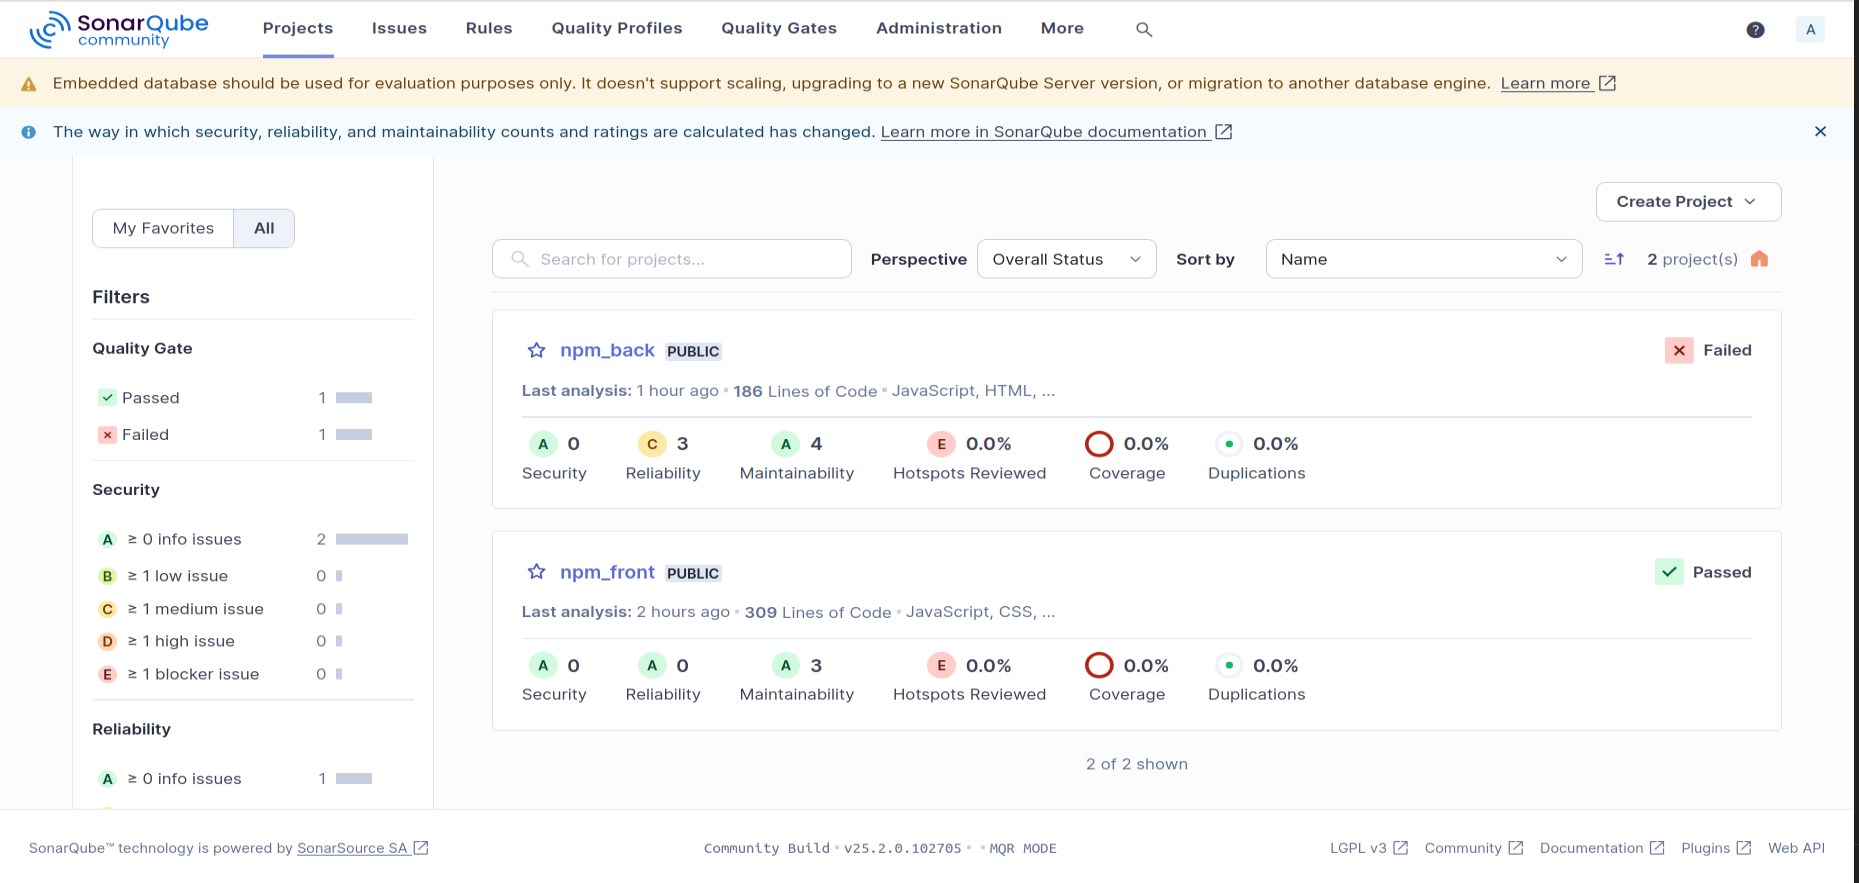 SonarQube
community
Projects Issues Rules Quality Profiles Quality Gates Administration More ? A
Embedded database should be used for evaluation purposes only. It doesn't support scaling, upgrading to a new SonarQube Server version, or migration to another database engine. Learn more
The way in which security, reliability, and maintainability counts and ratings are calculated has changed. Learn more in SonarQube documentation
My Favorites All
Filters
Quality Gate
Passed 1
Failed 1
Security
A ≥ 0 info issues 2
B ≥ 1 low issue 0
C ≥ 1 medium issue 0
D ≥ 1 high issue 0
E ≥ 1 blocker issue 0
Reliability
A ≥ 0 info issues 1
Create Project
Search for projects... Perspective Overall Status Sort by Name 2 project(s)
npm_back PUBLIC Failed
Last analysis: 1 hour ago • 186 Lines of Code • JavaScript, HTML, ...
A 0 C 3 A 4 E 0.0% 0.0% 0.0%
Security Reliability Maintainability Hotspots Reviewed Coverage Duplications
npm_front PUBLIC Passed
Last analysis: 2 hours ago • 309 Lines of Code • JavaScript, CSS, ...
A 0 A 0 A 3 E 0.0% 0.0% 0.0%
Security Reliability Maintainability Hotspots Reviewed Coverage Duplications
2 of 2 shown
SonarQube™ technology is powered by SonarSource SA Community Build • v25.2.0.102705 • • MQR MODE LGPL v3 Community Documentation Plugins Web API